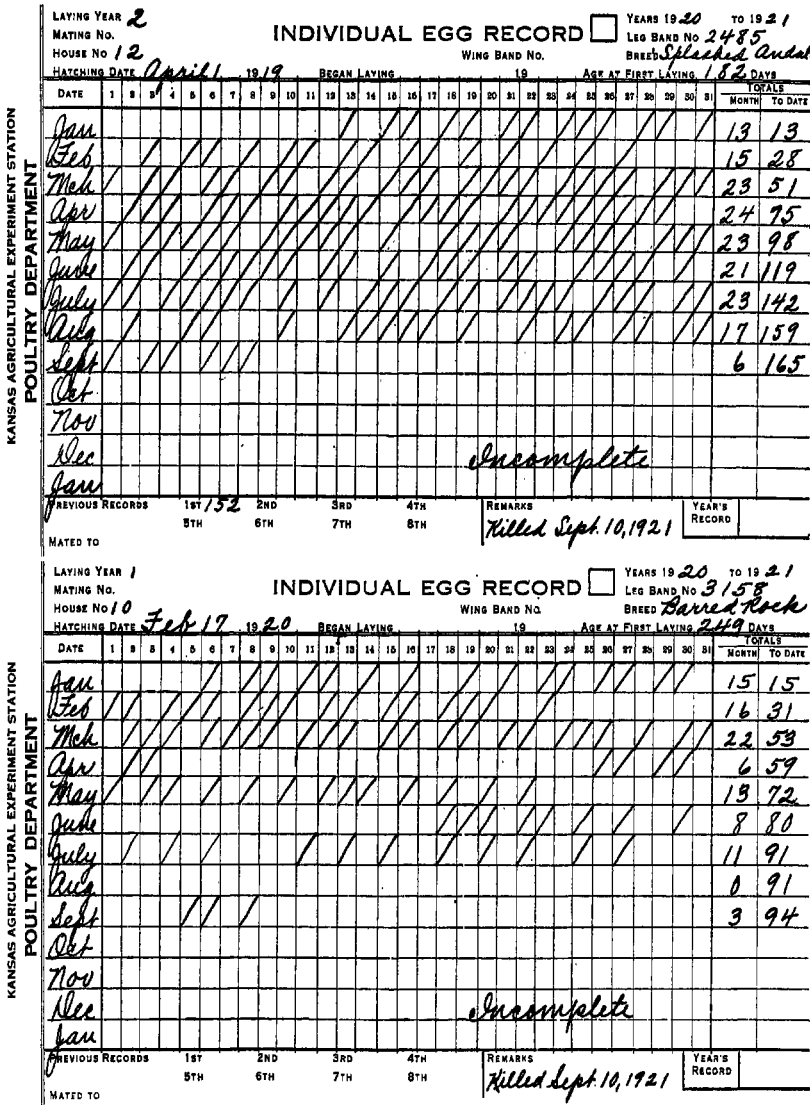 KANSAS AGRICULTURAL EXPERIMENT STATION
POULTRY DEPARTMENT
LAYING YEAR 2
INDIVIDUAL EGG RECORD
YEARS 1920 TO 1921
MATING No.
LEG BAND No 2485
HOUSE No 12
WING BAND No.
BREED Splashed Andal
HATCHING DATE April 1 1919 BEGAN LAYING 19 AGE AT FIRST LAYING 182 DAYS
DATE 1 2 3 4 5 6 7 8 9 10 11 12 13 14 15 16 17 18 19 20 21 22 23 24 25 26 27 28 29 30 31 TOTALS MONTH TO DATE
Jan 13 13
Feb 15 28
Mch 23 51
Apr 24 75
May 23 98
June 21 119
July 23 142
Aug 17 159
Sept 6 165
Oct
Nov
Dec Incomplete
Jan
PREVIOUS RECORDS 1ST 152 2ND 3RD 4TH REMARKS YEAR'S RECORD
5TH 6TH 7TH 8TH Killed Sept. 10, 1921
MATED TO
KANSAS AGRICULTURAL EXPERIMENT STATION
POULTRY DEPARTMENT
LAYING YEAR 1
INDIVIDUAL EGG RECORD
YEARS 1920 TO 1921
MATING No.
LEG BAND No 3158
HOUSE No 10
WING BAND No.
BREED Barred Rock
HATCHING DATE Feb 17 1920 BEGAN LAYING 19 AGE AT FIRST LAYING 249 DAYS
DATE 1 2 3 4 5 6 7 8 9 10 11 12 13 14 15 16 17 18 19 20 21 22 23 24 25 26 27 28 29 30 31 TOTALS MONTH TO DATE
Jan 15 15
Feb 16 31
Mch 22 53
Apr 6 59
May 13 72
June 8 80
July 11 91
Aug 0 91
Sept 3 94
Oct
Nov
Dec Incomplete
Jan
PREVIOUS RECORDS 1ST 2ND 3RD 4TH REMARKS YEAR'S RECORD
5TH 6TH 7TH 8TH Killed Sept. 10, 1921
MATED TO